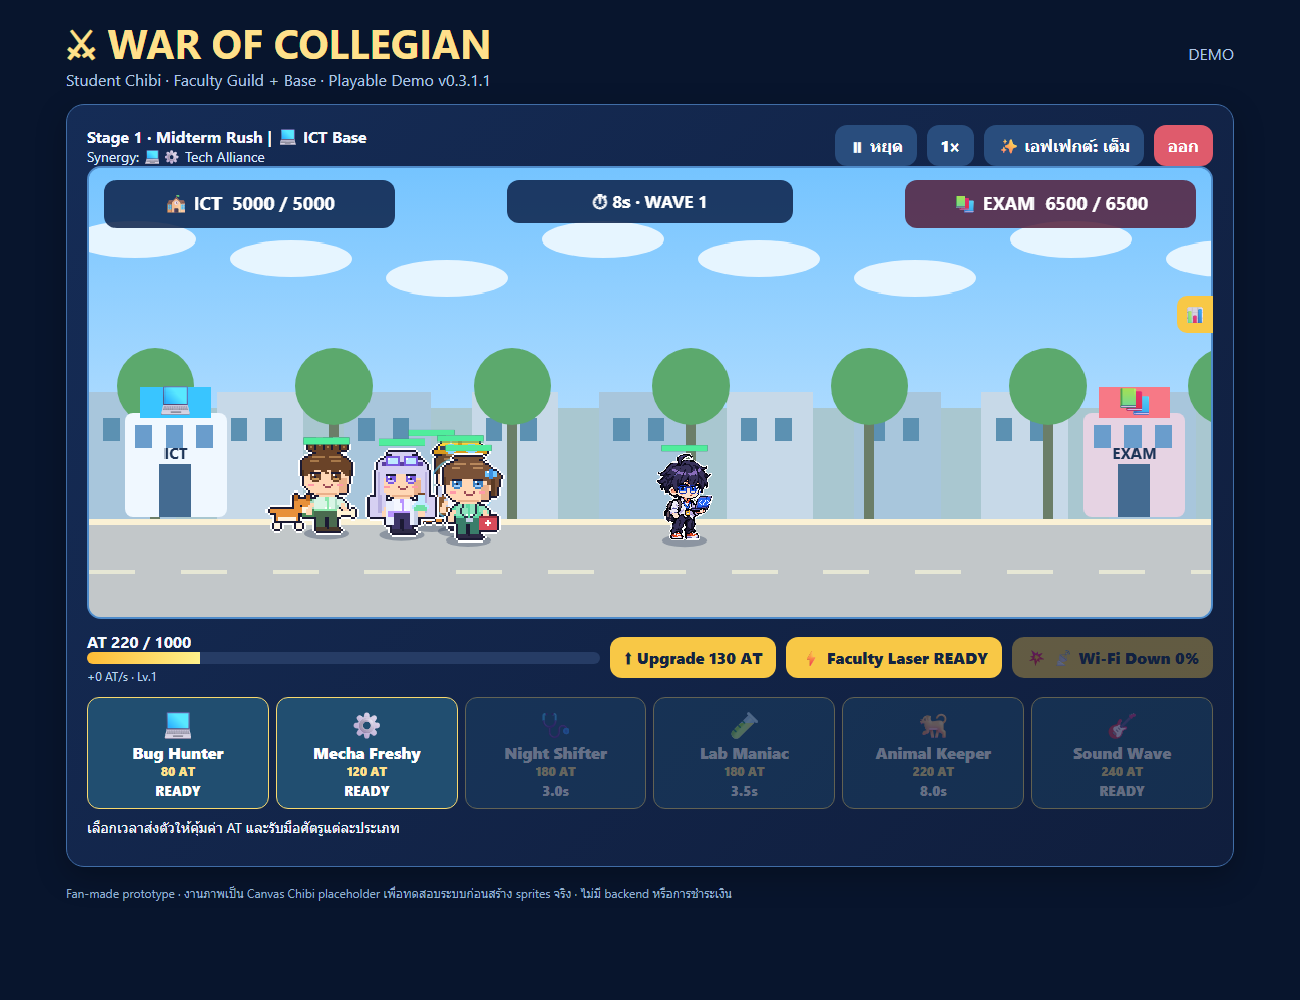 ⚔ WAR OF COLLEGIAN
Student Chibi · Faculty Guild + Base · Playable Demo v0.3.1.1
DEMO
Stage 1 · Midterm Rush | 💻 ICT Base
Synergy: 💻 ⚙️ Tech Alliance
⏸ หยุด
1×
✨ เอฟเฟกต์: เต็ม
ออก
🏫 ICT 5000 / 5000
⏱ 8s · WAVE 1
📚 EXAM 6500 / 6500
ICT
EXAM
AT 220 / 1000
+0 AT/s · Lv.1
⬆ Upgrade 130 AT
⚡ Faculty Laser READY
Wi-Fi Down 0%
Bug Hunter
80 AT
READY
Mecha Freshy
120 AT
READY
Night Shifter
180 AT
3.0s
Lab Maniac
180 AT
3.5s
Animal Keeper
220 AT
8.0s
Sound Wave
240 AT
READY
เลือกเวลาส่งตัวให้คุ้มค่า AT และรับมือศัตรูแต่ละประเภท
Fan-made prototype · งานภาพเป็น Canvas Chibi placeholder เพื่อทดสอบระบบก่อนสร้าง sprites จริง · ไม่มี backend หรือการชำระเงิน